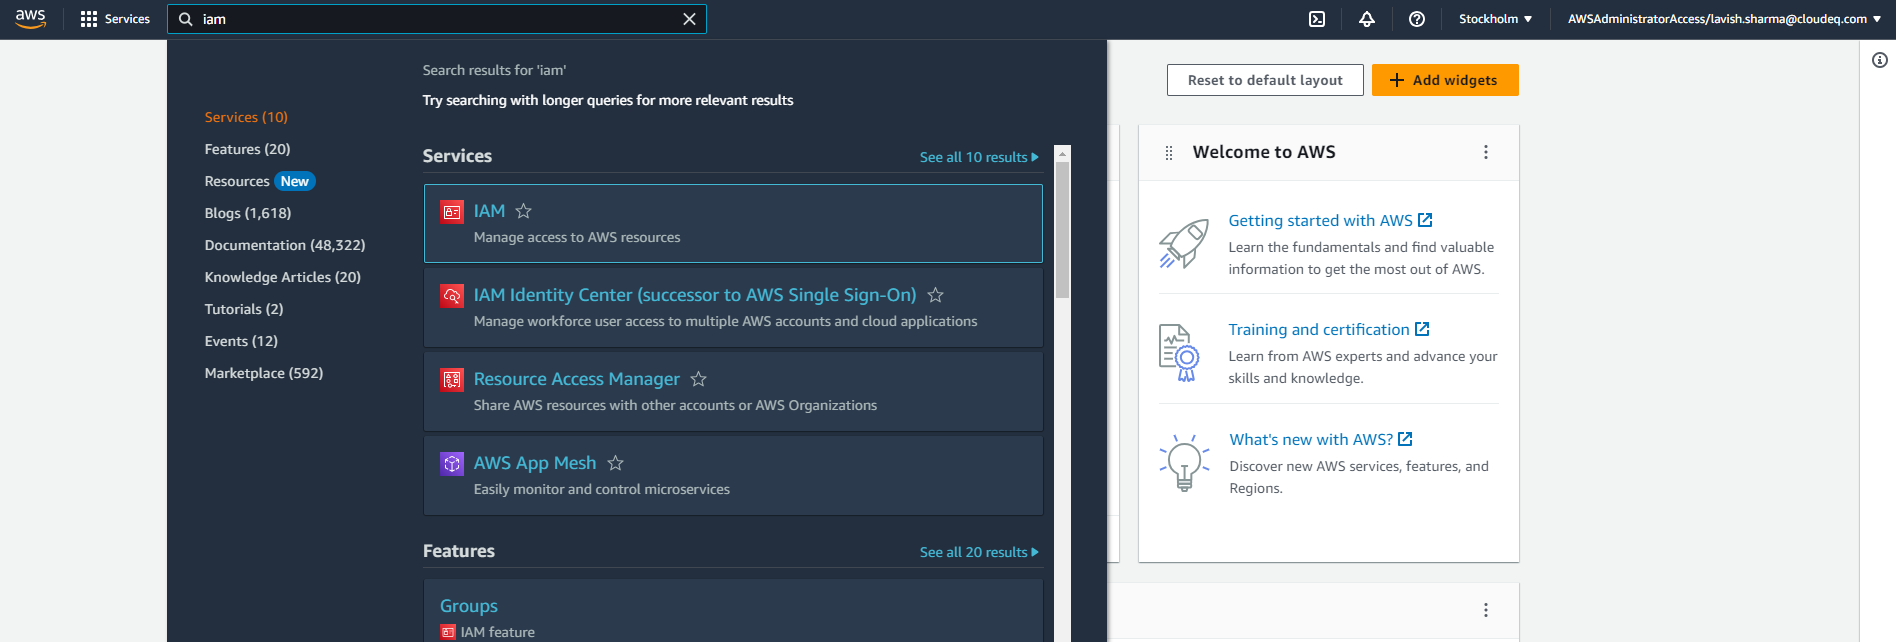 aws
Services
iam
Stockholm
AWSAdministratorAccess/lavish.sharma@cloudeq.com
Search results for 'iam'
Try searching with longer queries for more relevant results
Services (10)
Features (20)
Resources New
Blogs (1,618)
Documentation (48,322)
Knowledge Articles (20)
Tutorials (2)
Events (12)
Marketplace (592)
Services
See all 10 results
IAM
Manage access to AWS resources
IAM Identity Center (successor to AWS Single Sign-On)
Manage workforce user access to multiple AWS accounts and cloud applications
Resource Access Manager
Share AWS resources with other accounts or AWS Organizations
AWS App Mesh
Easily monitor and control microservices
Features
See all 20 results
Groups
IAM feature
Reset to default layout
Add widgets
Welcome to AWS
Getting started with AWS
Learn the fundamentals and find valuable
information to get the most out of AWS.
Training and certification
Learn from AWS experts and advance your
skills and knowledge.
What's new with AWS?
Discover new AWS services, features, and
Regions.